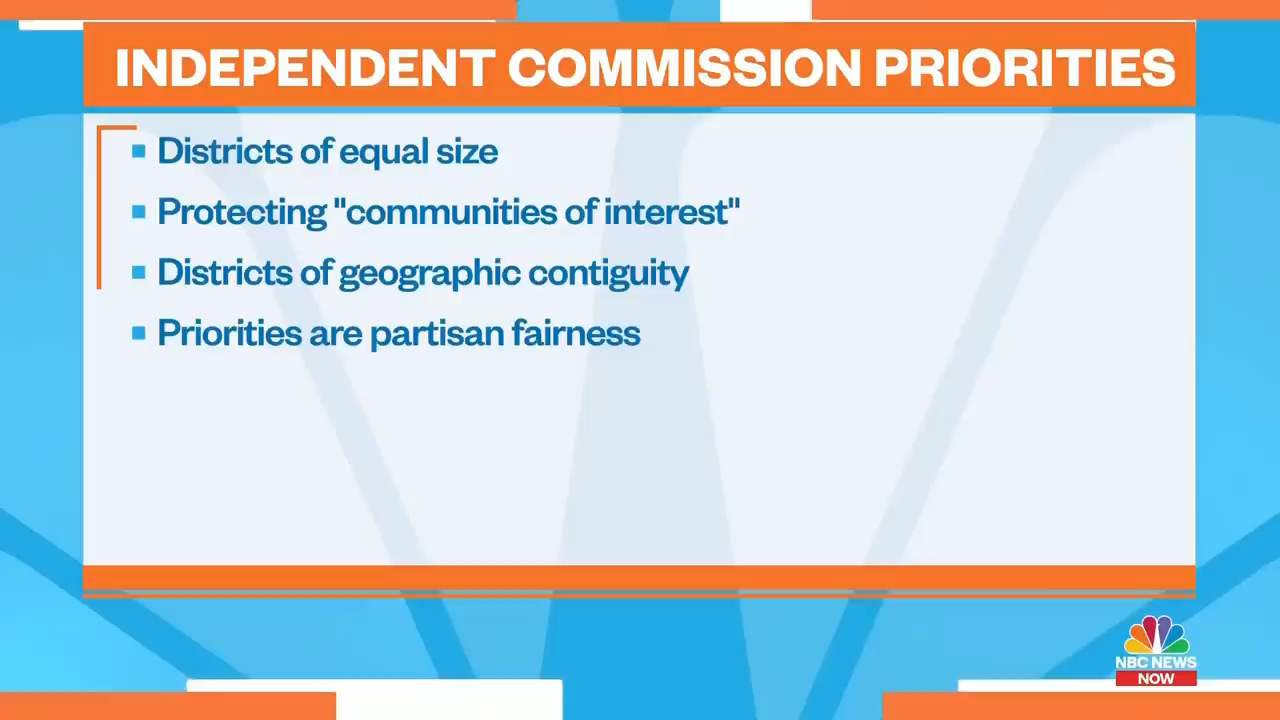 INDEPENDENT COMMISSION PRIORITIES
Districts of equal size
Protecting "communities of interest"
Districts of geographic contiguity
Priorities are partisan fairness
NBC NEWS
NOW